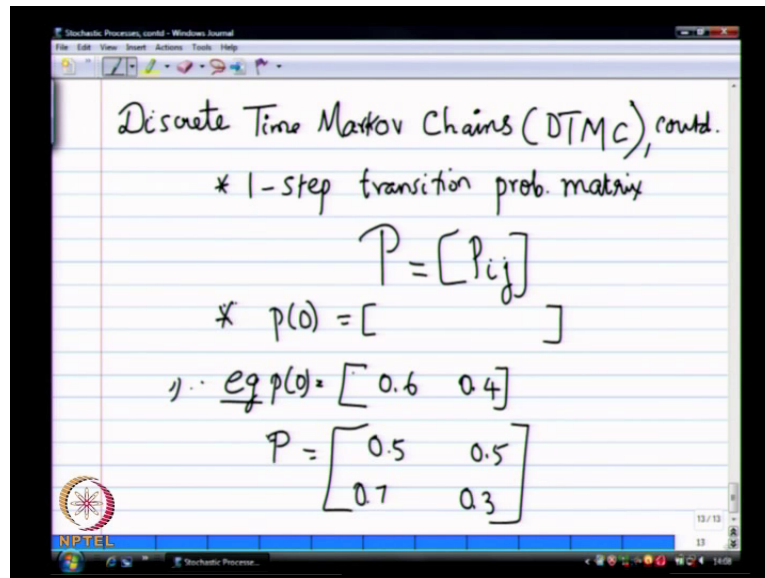 Stochastic Processes, contd - Windows Journal
File Edit View Insert Actions Tools Help
Discrete Time Markov Chains (DTMC), contd.
* 1-step transition prob. matrix
P = [Pij]
* p(0) = [ ]
eg p(0) = [ 0.6 0.4]
P = [ 0.5 0.5
0.7 0.3 ]
13 / 13
NPTEL
13
Stochastic Processe...
14:08